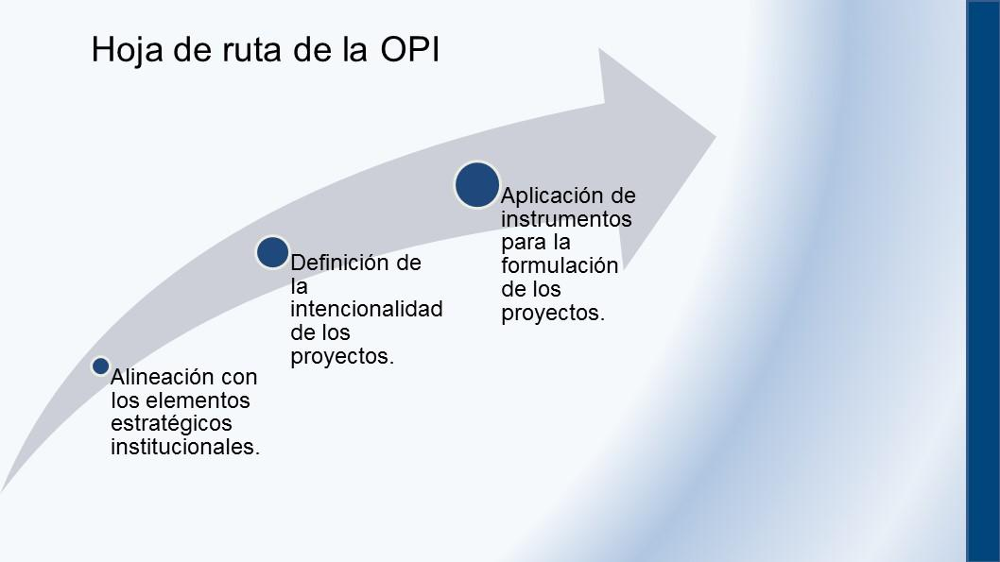 Hoja de ruta de la OPI
Alineación con
los elementos
estratégicos
institucionales.
Definición de
la
intencionalidad
de los
proyectos.
Aplicación de
instrumentos
para la
formulación
de los
proyectos.